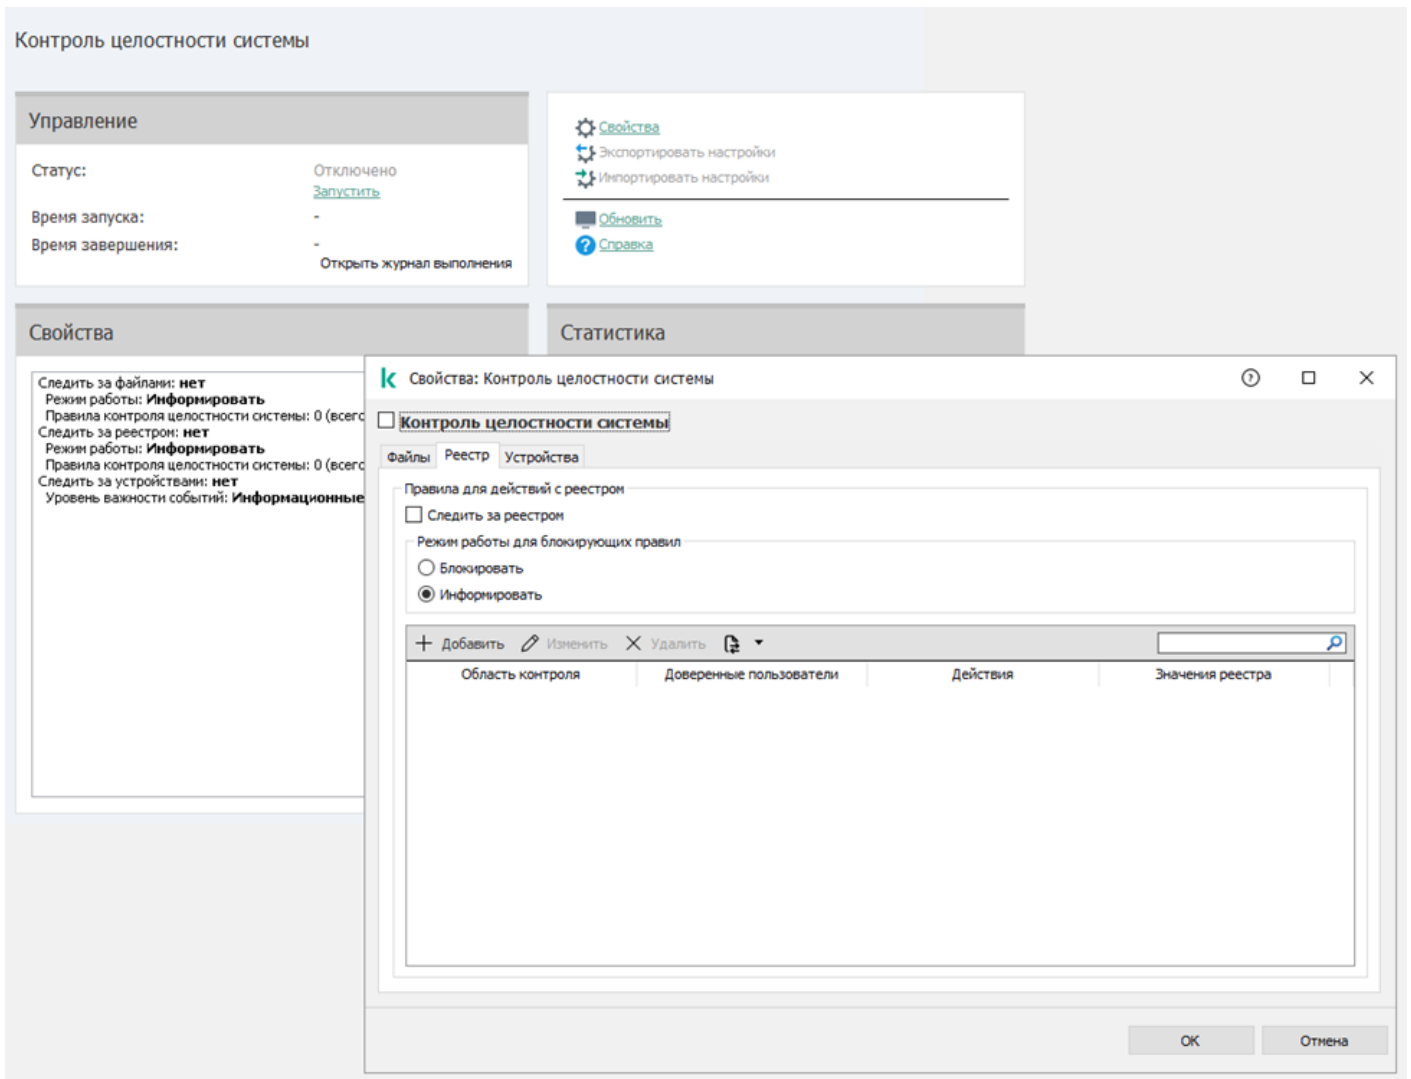 Контроль целостности системы
Управление
Статус:
Отключено
Запустить
Время запуска:
-
Время завершения:
-
Открыть журнал выполнения
Свойства
Экспортировать настройки
Импортировать настройки
Обновить
Справка
Свойства
Следить за файлами: нет
Режим работы: Информировать
Правила контроля целостности системы: 0 (всего
Следить за реестром: нет
Режим работы: Информировать
Правила контроля целостности системы: 0 (всего
Следить за устройствами: нет
Уровень важности событий: Информационные
Статистика
Свойства: Контроль целостности системы
Контроль целостности системы
Файлы Реестр Устройства
Правила для действий с реестром
Следить за реестром
Режим работы для блокирующих правил
Блокировать
Информировать
Добавить Изменить Удалить
Область контроля Доверенные пользователи Действия Значения реестра
ОК Отмена